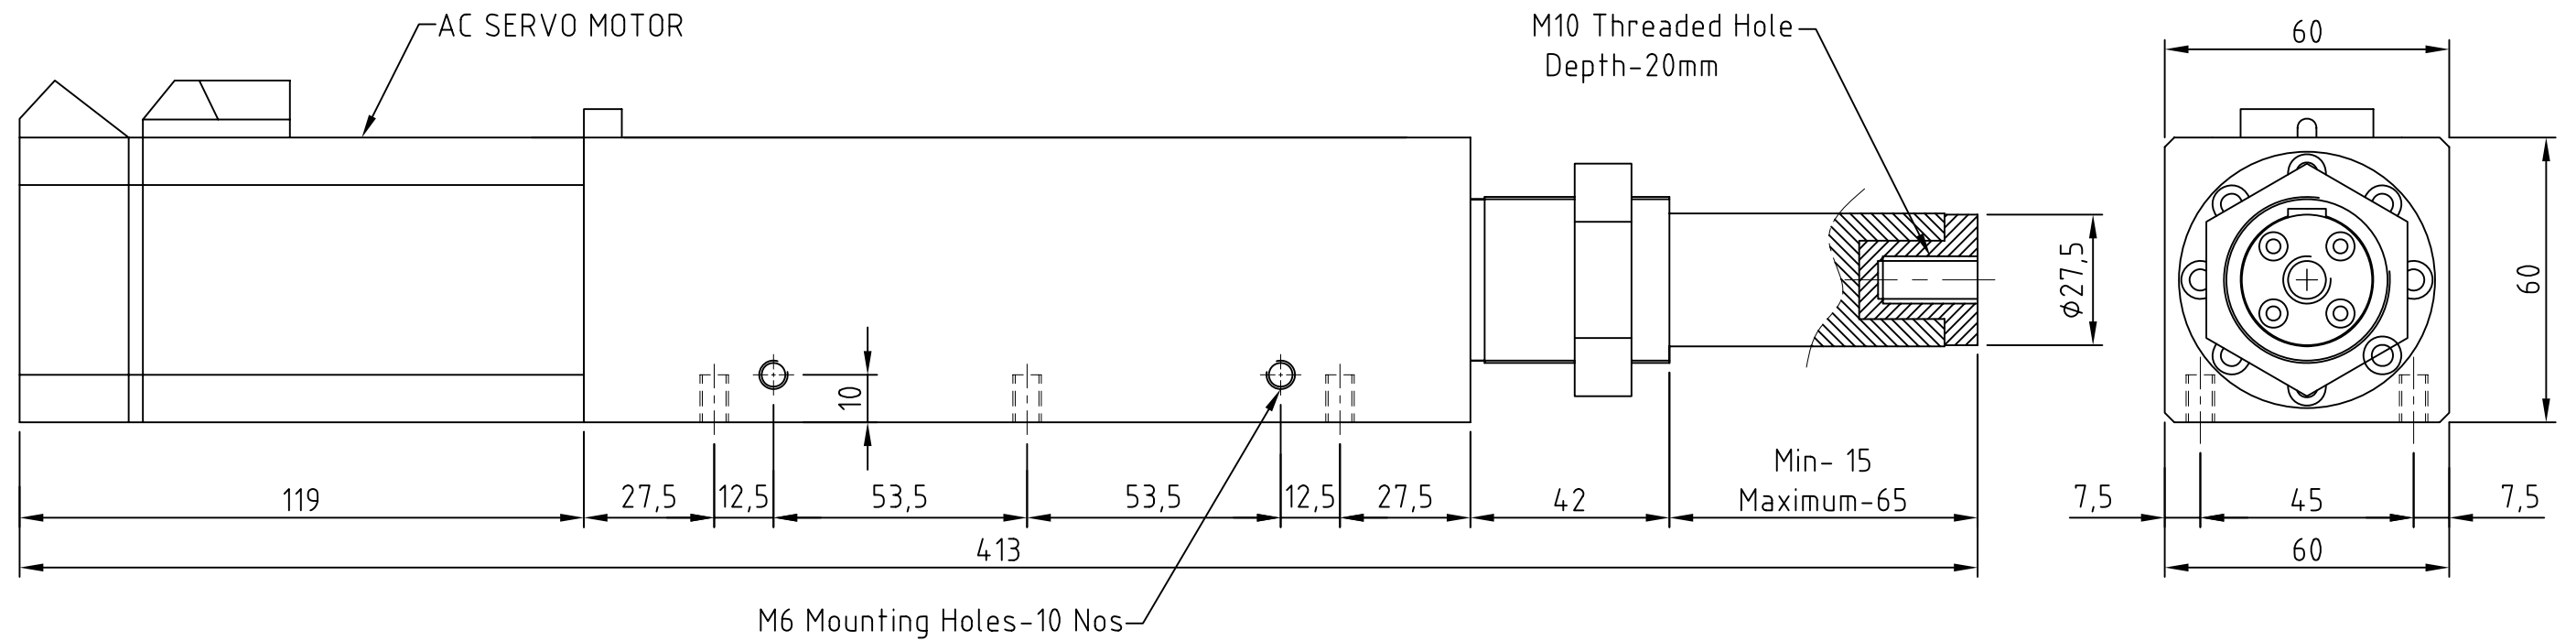 AC SERVO MOTOR
M10 Threaded Hole
Depth-20mm
60
10
ϕ27,5
60
Min- 15
Maximum-65
119
27,5
12,5
53,5
53,5
12,5
27,5
42
7,5
45
7,5
413
60
M6 Mounting Holes-10 Nos